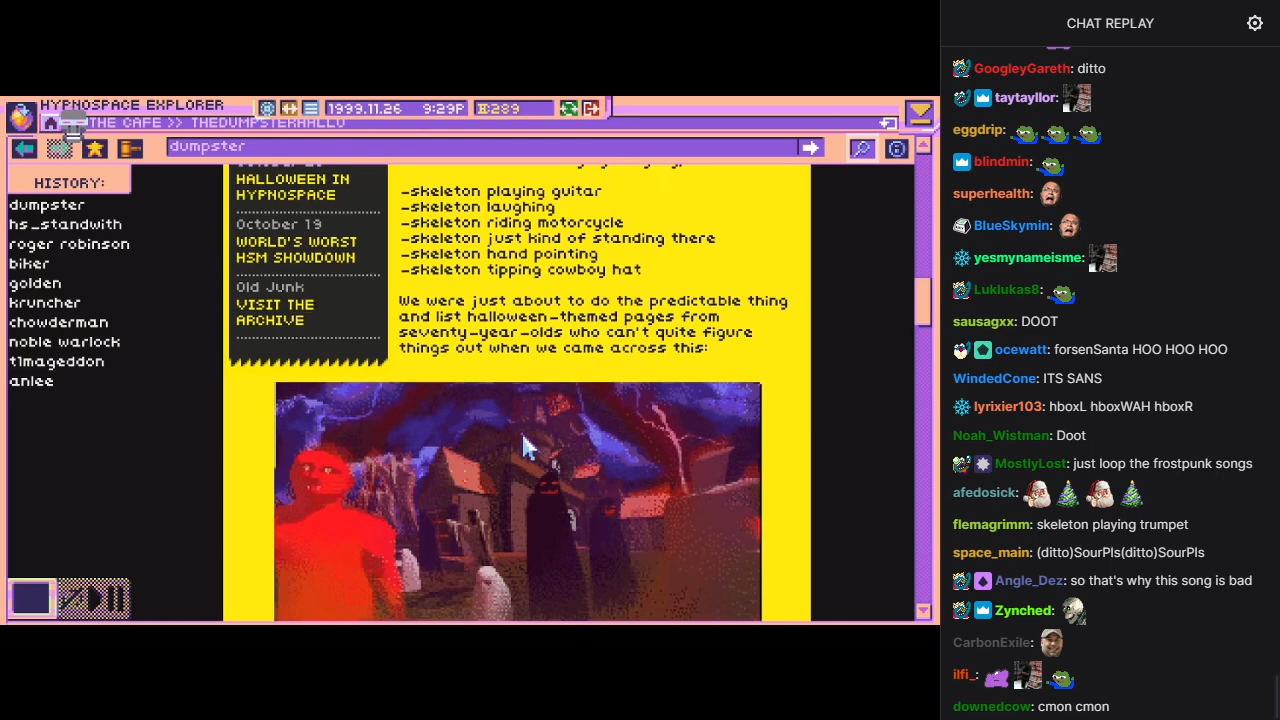 HYPNOSPACE EXPLORER
1999.11.26 9:29P
289
THE CAFE >> THEDUMPSTERHALLO
dumpster
HISTORY:
dumpster
hs_standwith
roger robinson
biker
golden
kruncher
chowderman
noble warlock
t1mageddon
anlee
HALLOWEEN IN
HYPNOSPACE
October 19
WORLD'S WORST
HSM SHOWDOWN
Old Junk
VISIT THE
ARCHIVE
-skeleton playing guitar
-skeleton laughing
-skeleton riding motorcycle
-skeleton just kind of standing there
-skeleton hand pointing
-skeleton tipping cowboy hat
We were just about to do the predictable thing
and list halloween-themed pages from
seventy-year-olds who can't quite figure
things out when we came across this:
CHAT REPLAY
GoogleyGareth: ditto
taytayllor:
eggdrip:
blindmin:
superhealth:
BlueSkymin:
yesmynameisme:
Luklukas8:
sausagxx: DOOT
ocewatt: forsenSanta HOO HOO HOO
WindedCone: ITS SANS
lyrixier103: hboxL hboxWAH hboxR
Noah_Wistman: Doot
MostlyLost: just loop the frostpunk songs
afedosick:
flemagrimm: skeleton playing trumpet
space_main: (ditto)SourPls(ditto)SourPls
Angle_Dez: so that's why this song is bad
Zynched:
CarbonExile:
ilfi_:
downedcow: cmon cmon